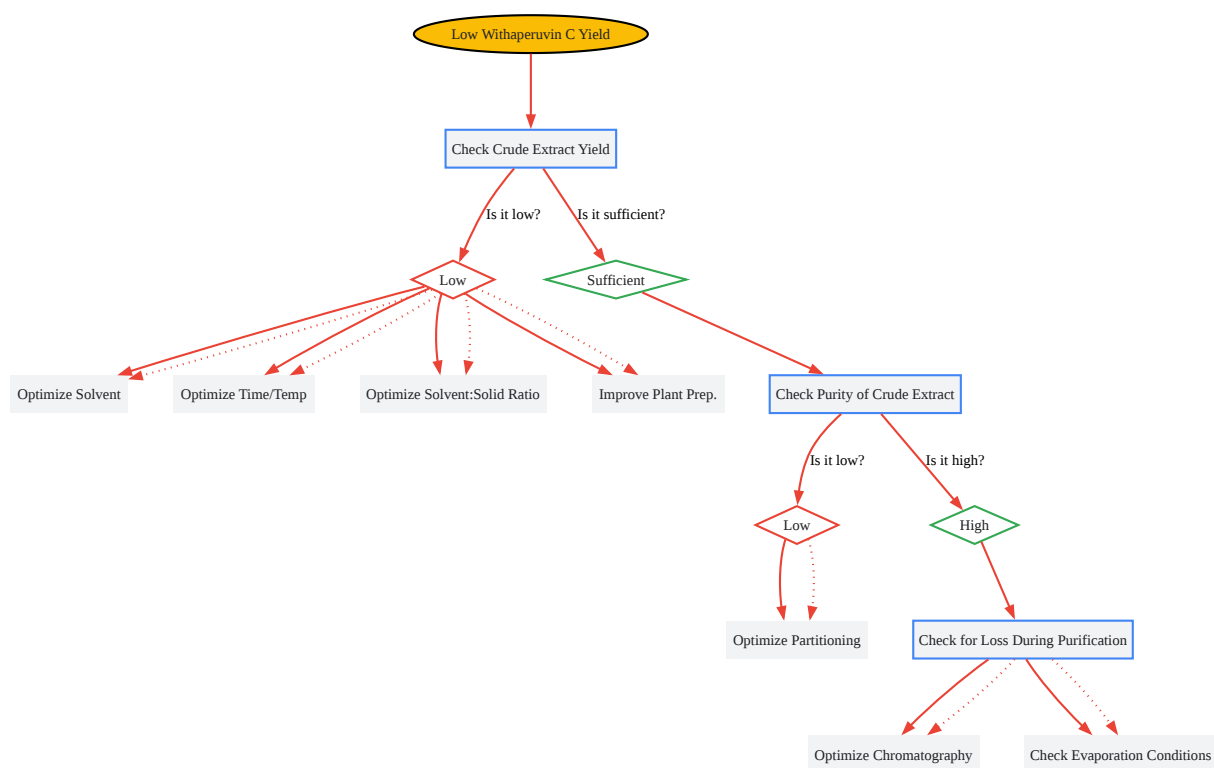 Low Withaperuvin C Yield
Check Crude Extract Yield
Is it low?
Is it sufficient?
Low
Sufficient
Optimize Solvent
Optimize Time/Temp
Optimize Solvent:Solid Ratio
Improve Plant Prep.
Check Purity of Crude Extract
Is it low?
Is it high?
Low
High
Optimize Partitioning
Check for Loss During Purification
Optimize Chromatography
Check Evaporation Conditions